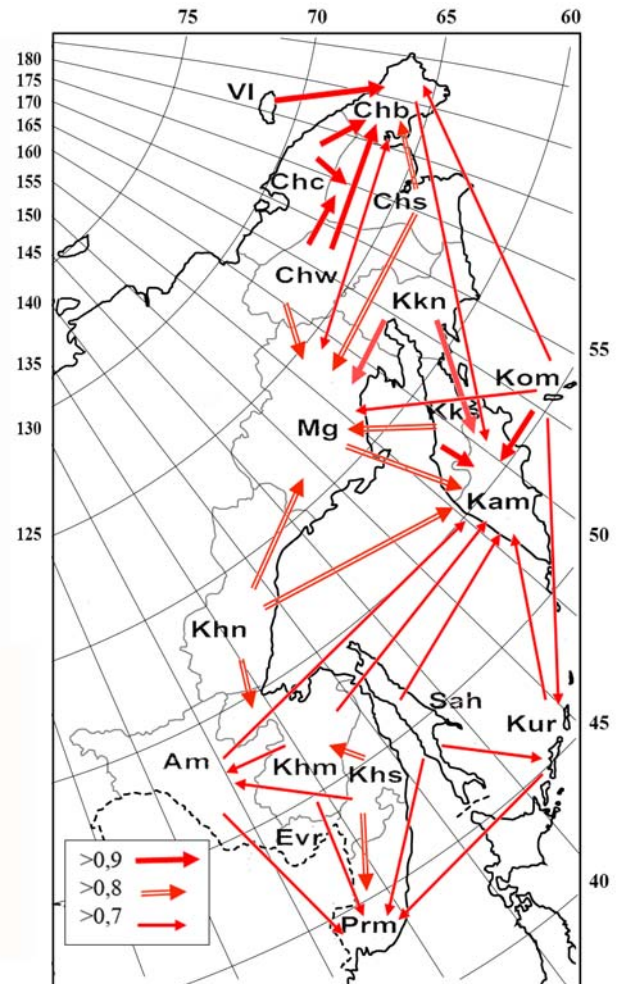 75 70 65 60
180
175
170
165
160
155
150
145
140
135
130
125
55
50
45
40
Vl
Chb
Chc
Chs
Chw
Kkn
Kom
Kk
Mg
Kam
Khn
Sah
Kur
Am
Khm
Khs
Evr
Prm
>0,9
>0,8
>0,7